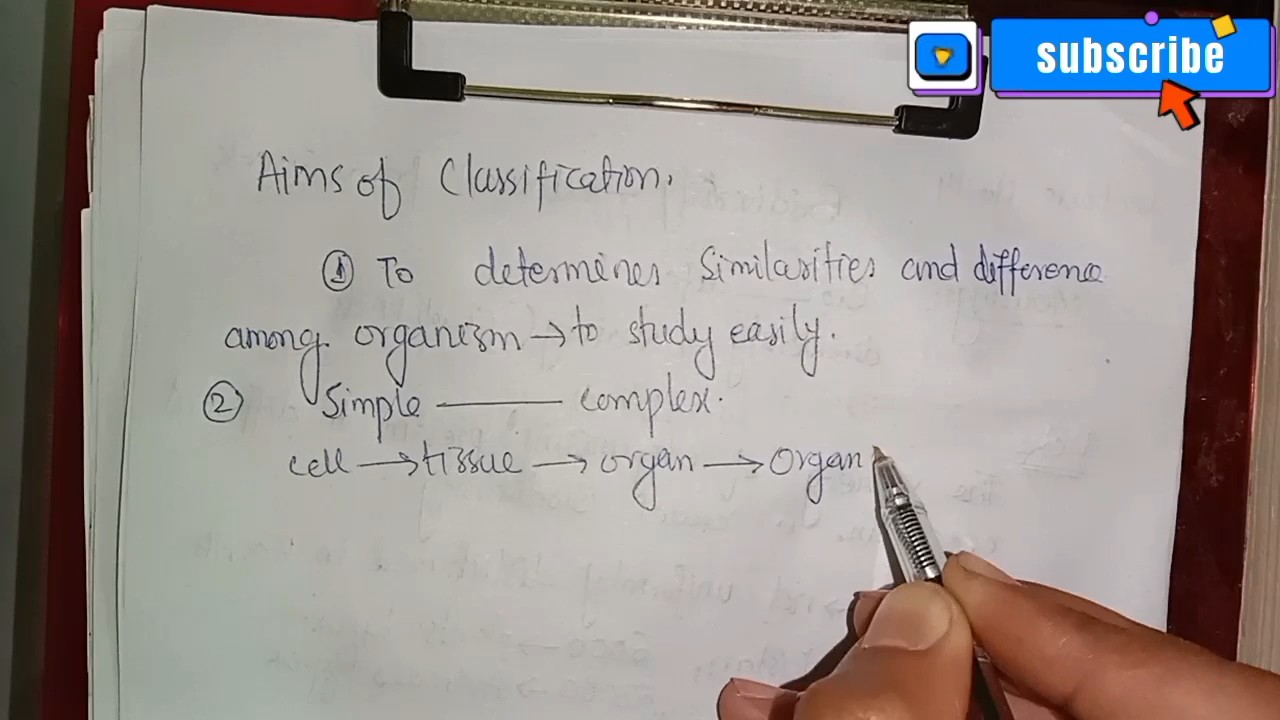 subscribe
Aims of Classification.
① To determines Similarities and difference
among organism → to study easily.
② Simple —— complex.
cell → tissue → organ → Organ